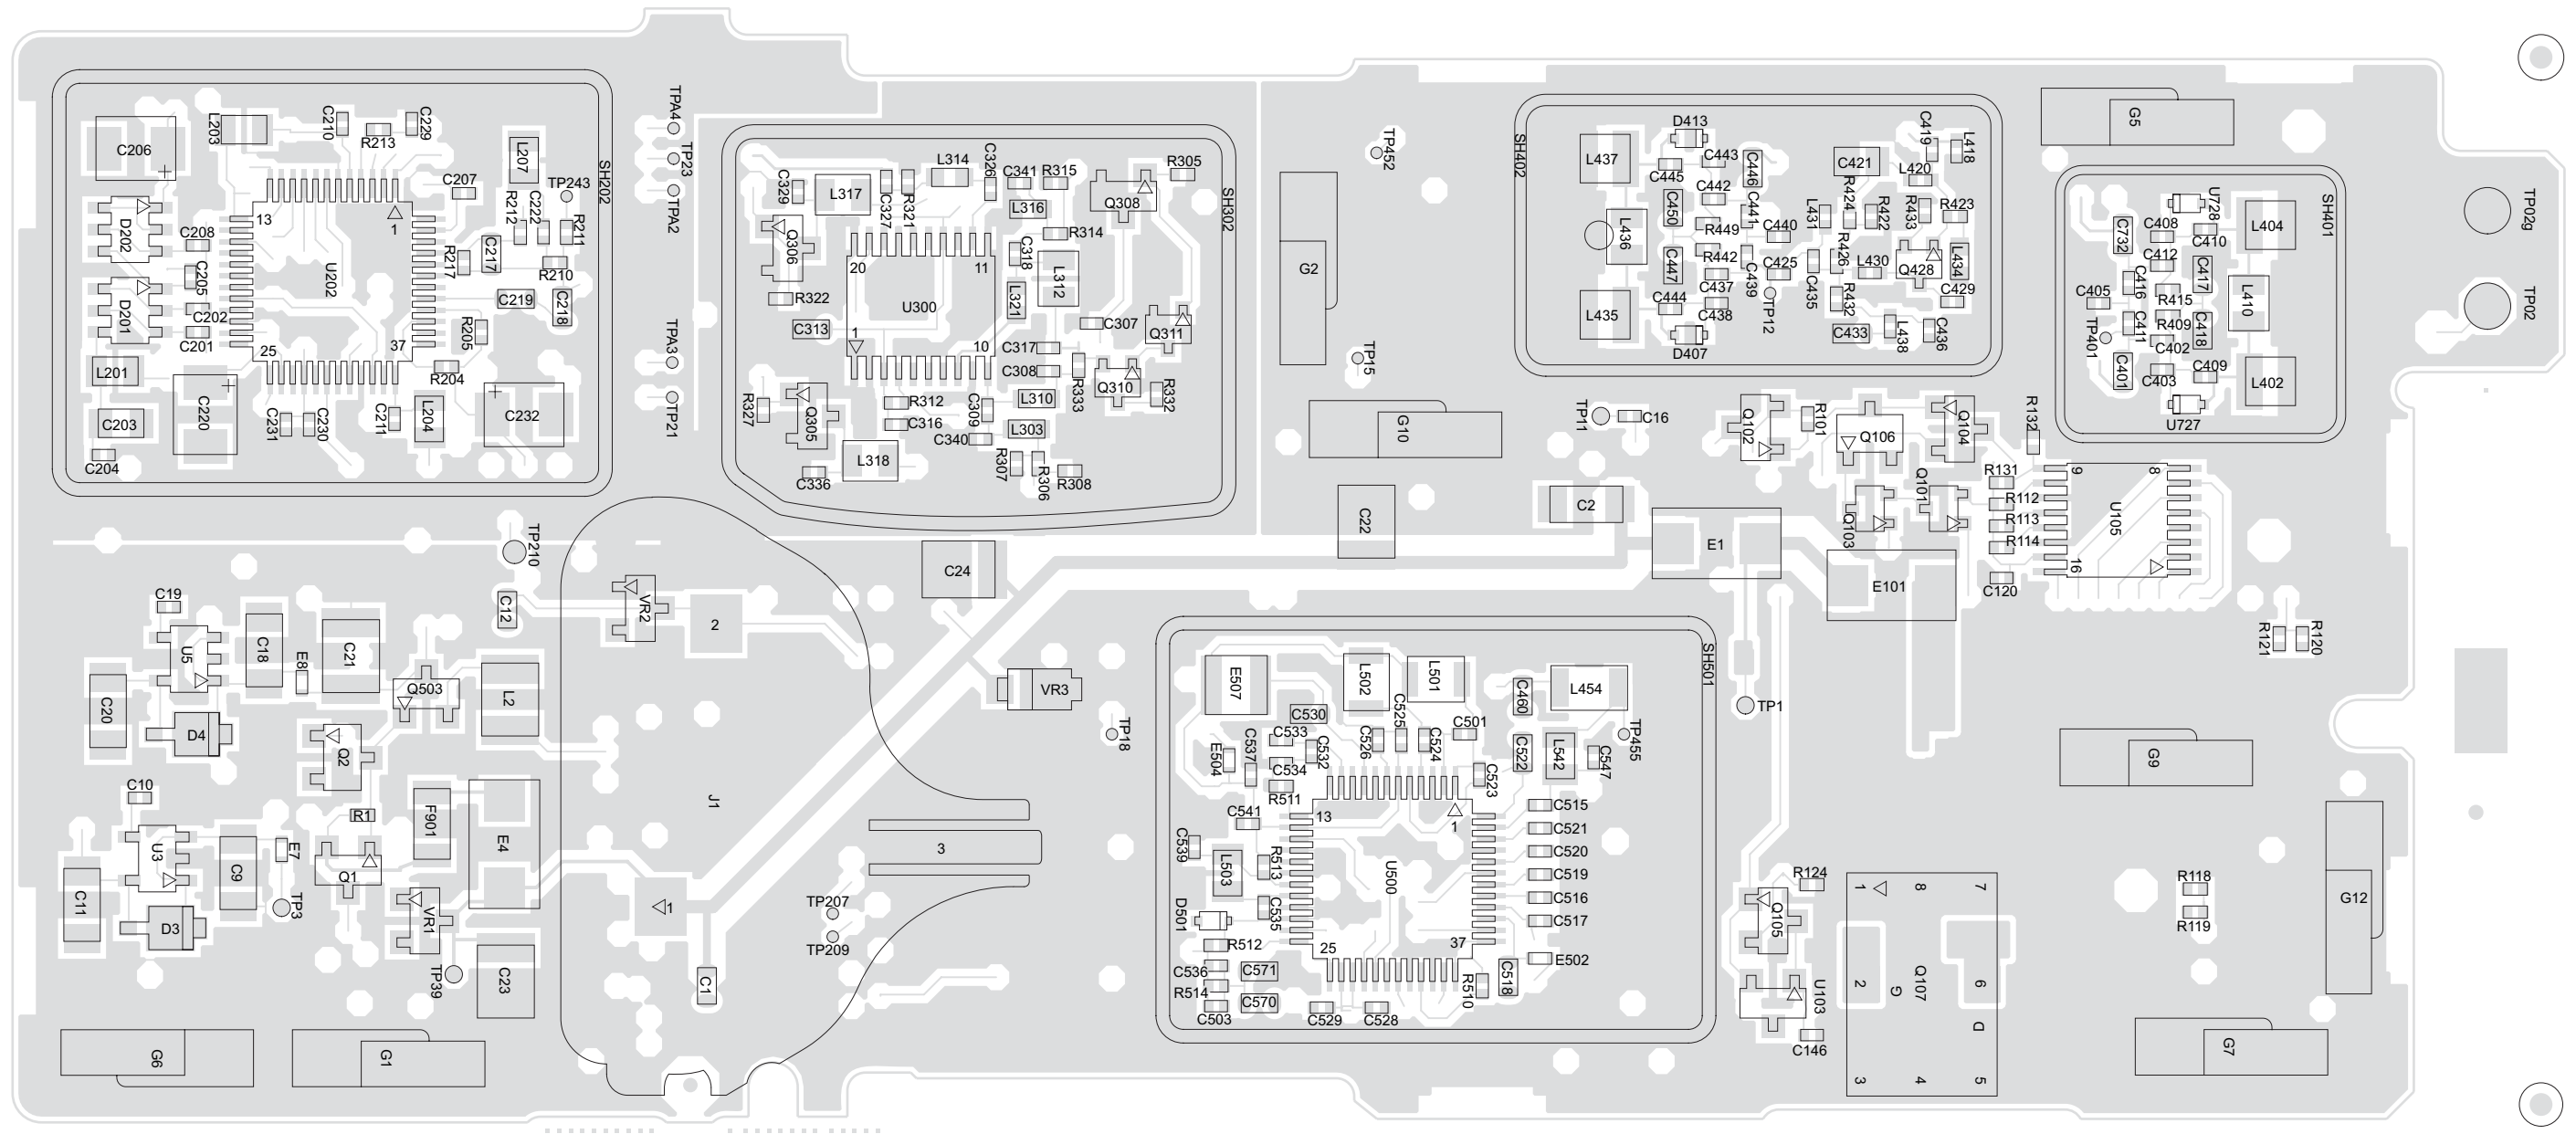 C206
L203
C210
R213
C229
L207
TP243
SH202
C207
D202
C208
13
1
R212
C222
R211
R217
C217
R210
U202
C205
D201
C202
C201
C219
C218
R205
25
37
R204
L201
C203
C204
C220
C231
C230
C211
L204
C232
TPA4
TP23
TPA2
TPA3
TP21
C329
L317
C327
R321
L314
C326
C341
R315
L316
R314
Q308
R305
SH302
Q306
20
11
C318
L312
R322
U300
L321
C313
1
10
C307
Q311
C317
C308
R333
Q310
R332
R327
Q305
R312
C316
C309
L310
L303
C340
R307
R306
R308
L318
C336
TP452
G2
TP15
G10
C22
SH402
L437
D413
C445
C443
C446
C450
C442
C441
R449
C440
L436
R442
C447
C437
C439
C425
L435
C444
C438
TP12
D407
C421
L431
R424
R422
R433
L420
C419
L418
R423
R426
L430
Q428
L434
C435
R432
C429
C433
L438
C436
G5
SH401
C732
C408
U728
C410
L404
C412
C417
C416
C405
R415
L410
R409
C411
TP401
C402
C418
C401
C403
C409
L402
U727
TP02g
TP02
TP11
C16
Q102
R101
Q106
Q104
R132
C2
Q103
Q101
R131
R112
R113
R114
C120
9
8
U105
16
E1
E101
R121
R120
TP210
C12
VR2
2
C24
C19
U5
C18
E8
C21
Q503
L2
C20
D4
Q2
C10
U3
C9
E7
R1
Q1
F901
E4
C11
D3
TP3
VR1
TP39
C23
J1
1
C1
3
TP207
TP209
VR3
TP18
G6
G1
SH501
E507
L502
L501
L454
C460
C530
C525
C501
TP455
E504
C537
C533
C532
C534
C526
C524
C522
L542
C547
R511
C523
C541
13
1
C515
C521
C520
C519
C516
C517
C539
L503
R513
U500
D501
C535
R512
25
37
E502
C536
C571
R514
C570
C503
C529
C528
R510
C518
TP1
R124
Q105
U103
C146
1
8
7
2
G
Q107
6
D
3
4
5
G9
R118
R119
G12
G7